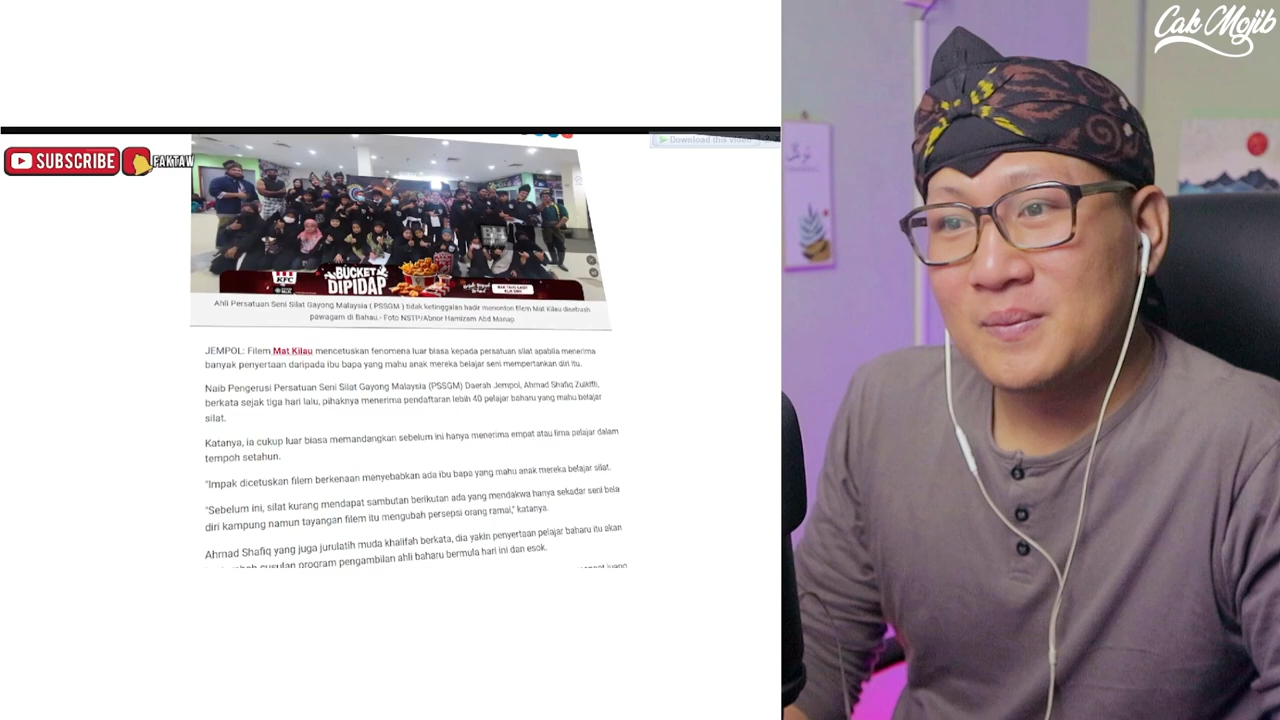 Cak Mojib
Download this video
SUBSCRIBE
FAKTAW
BH
KFC
BUCKET
DIPIDAP
Ahli Persatuan Seni Silat Gayong Malaysia ( PSSGM ) tidak ketinggalan hadir menonton filem Mat Kilau disebuah
pawagam di Bahau.- Foto NSTP/Abnor Hamizam Abd Manap.
JEMPOL: Filem Mat Kilau mencetuskan fenomena luar biasa kepada persatuan silat apabila menerima
banyak penyertaan daripada ibu bapa yang mahu anak mereka belajar seni mempertankan diri itu.
Naib Pengerusi Persatuan Seni Silat Gayong Malaysia (PSSGM) Daerah Jempol, Ahmad Shafiq Zulkifli,
berkata sejak tiga hari lalu, pihaknya menerima pendaftaran lebih 40 pelajar baharu yang mahu belajar
silat.
Katanya, ia cukup luar biasa memandangkan sebelum ini hanya menerima empat atau lima pelajar dalam
tempoh setahun.
"Impak dicetuskan filem berkenaan menyebabkan ada ibu bapa yang mahu anak mereka belajar silat.
"Sebelum ini, silat kurang mendapat sambutan berikutan ada yang mendakwa hanya sekadar seni bela
diri kampung namun tayangan filem itu mengubah persepsi orang ramai," katanya.
Ahmad Shafiq yang juga jurulatih muda khalifah berkata, dia yakin penyertaan pelajar baharu itu akan
susulan program pengambilan ahli baharu bermula hari ini dan esok.